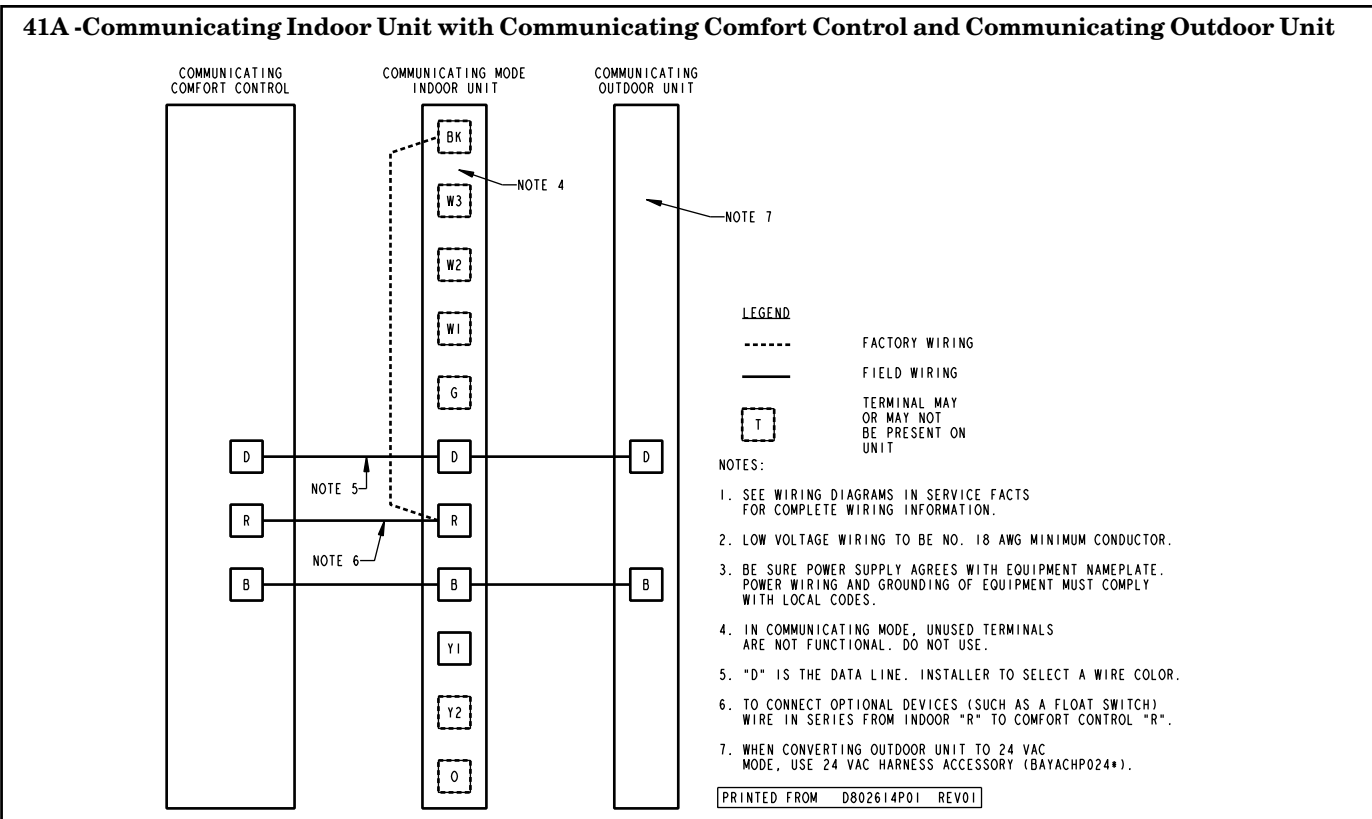 41A -Communicating Indoor Unit with Communicating Comfort Control and Communicating Outdoor Unit
COMMUNICATING
COMFORT CONTROL
COMMUNICATING MODE
INDOOR UNIT
COMMUNICATING
OUTDOOR UNIT
BK
NOTE 4
W3
NOTE 7
W2
W1
G
D
D
D
NOTE 5
R
R
NOTE 6
B
B
B
Y1
Y2
O
LEGEND
FACTORY WIRING
FIELD WIRING
T
TERMINAL MAY
OR MAY NOT
BE PRESENT ON
UNIT
NOTES:
1. SEE WIRING DIAGRAMS IN SERVICE FACTS
FOR COMPLETE WIRING INFORMATION.
2. LOW VOLTAGE WIRING TO BE NO. 18 AWG MINIMUM CONDUCTOR.
3. BE SURE POWER SUPPLY AGREES WITH EQUIPMENT NAMEPLATE.
POWER WIRING AND GROUNDING OF EQUIPMENT MUST COMPLY
WITH LOCAL CODES.
4. IN COMMUNICATING MODE, UNUSED TERMINALS
ARE NOT FUNCTIONAL. DO NOT USE.
5. "D" IS THE DATA LINE. INSTALLER TO SELECT A WIRE COLOR.
6. TO CONNECT OPTIONAL DEVICES (SUCH AS A FLOAT SWITCH)
WIRE IN SERIES FROM INDOOR "R" TO COMFORT CONTROL "R".
7. WHEN CONVERTING OUTDOOR UNIT TO 24 VAC
MODE, USE 24 VAC HARNESS ACCESSORY (BAYACHP024*).
PRINTED FROM D802614P01 REV01